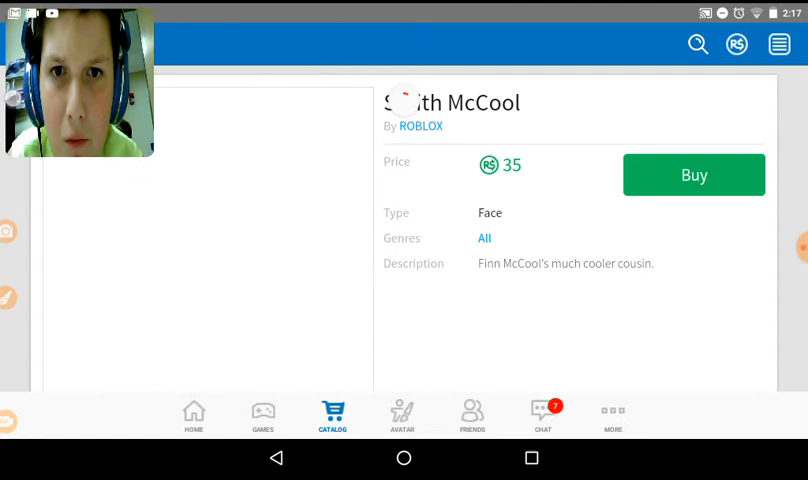 2:17
McCool
By ROBLOX
Price R$ 35
Buy
Type Face
Genres All
Description Finn McCool's much cooler cousin.
HOME GAMES CATALOG AVATAR FRIENDS CHAT 7 MORE